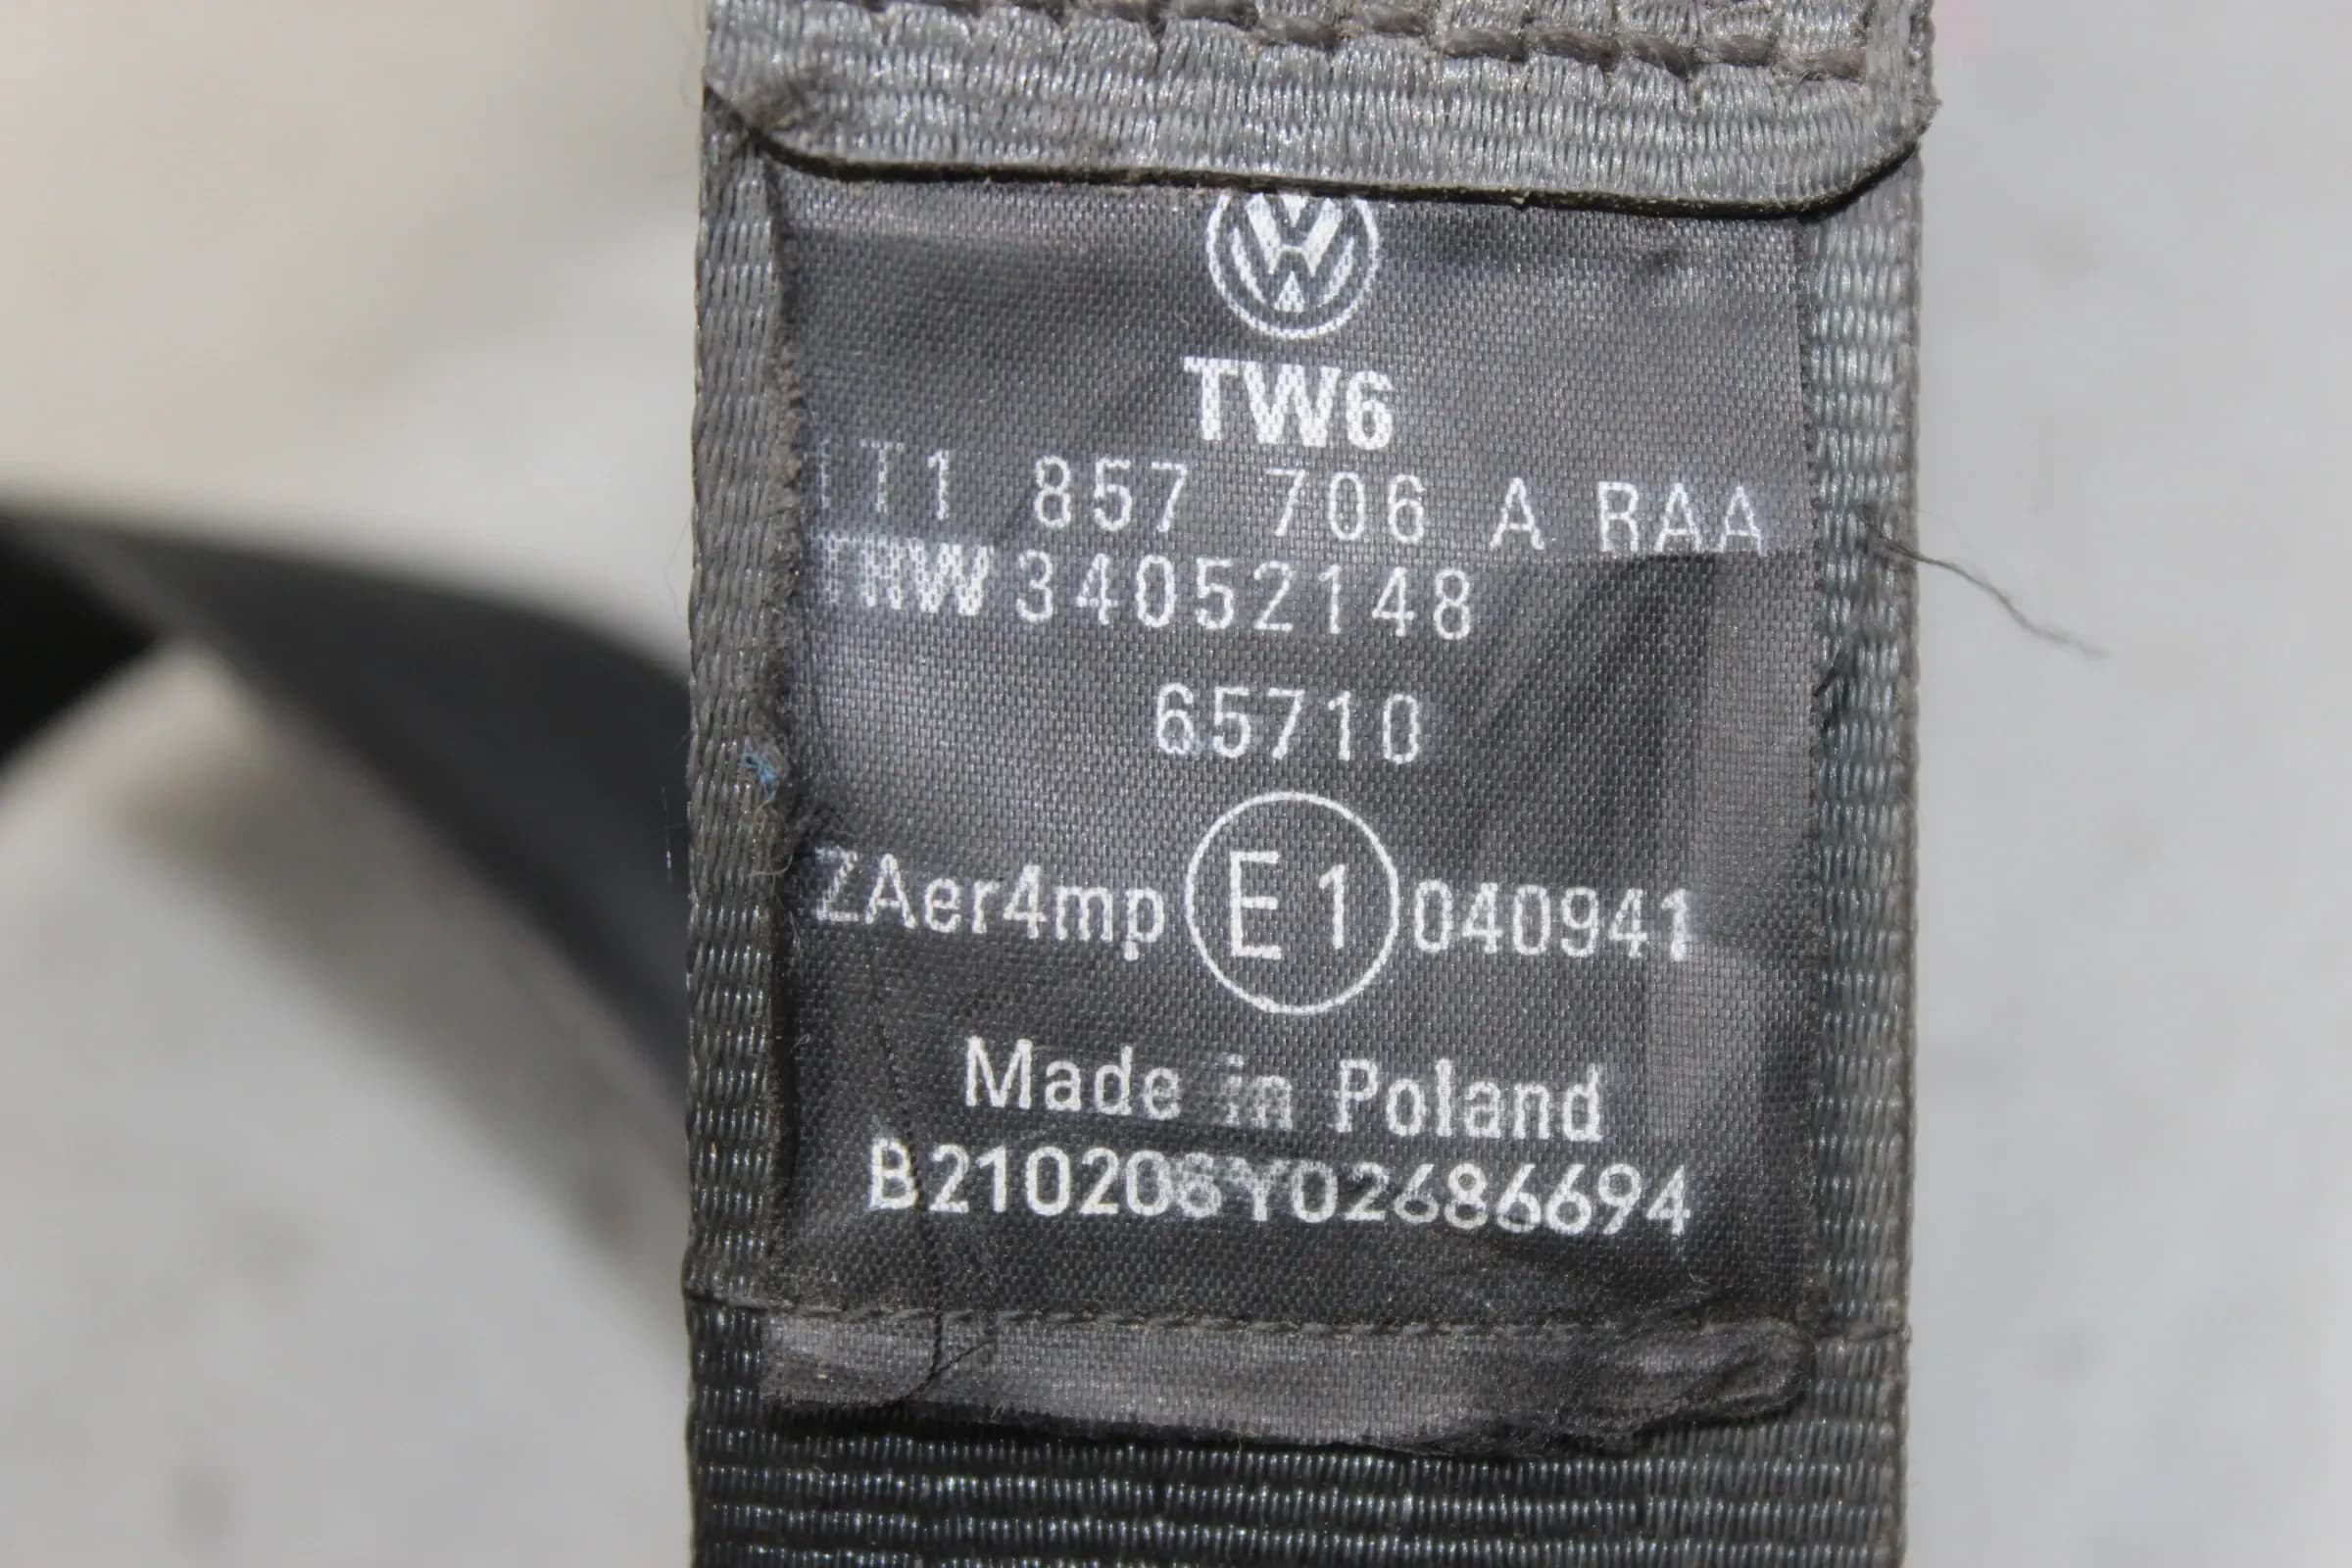 TW6
1T1 857 706 A RAA
TRW 34052148
65710
ZAer4mp E1 040941
Made in Poland
B210206Y02686694